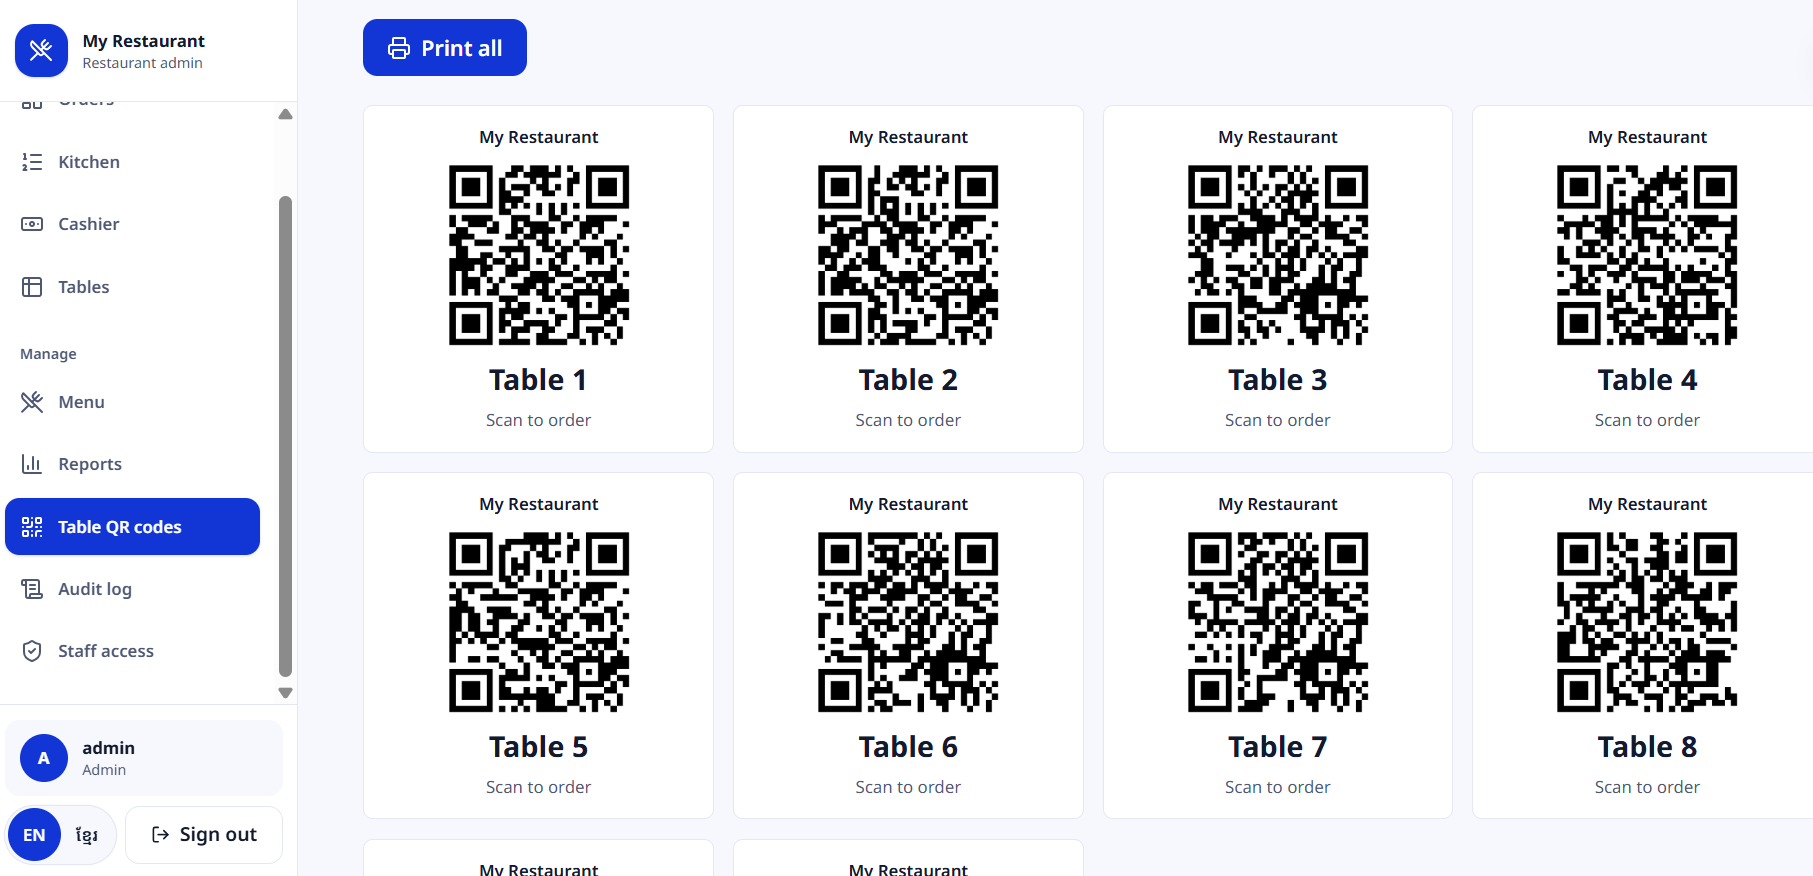 My Restaurant
Restaurant admin
Orders
Kitchen
Cashier
Tables
Manage
Menu
Reports
Table QR codes
Audit log
Staff access
A
admin
Admin
EN
ខ្មែរ
Sign out
Print all
My Restaurant
Table 1
Scan to order
My Restaurant
Table 2
Scan to order
My Restaurant
Table 3
Scan to order
My Restaurant
Table 4
Scan to order
My Restaurant
Table 5
Scan to order
My Restaurant
Table 6
Scan to order
My Restaurant
Table 7
Scan to order
My Restaurant
Table 8
Scan to order
My Restaurant
My Restaurant